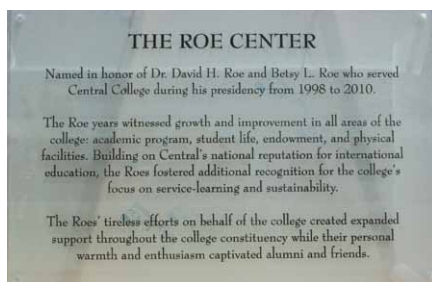 THE ROE CENTER
Named in honor of Dr. David H. Roe and Betsy L. Roe who served
Central College during his presidency from 1998 to 2010.
The Roe years witnessed growth and improvement in all areas of the
college: academic program, student life, endowment, and physical
facilities. Building on Central's national reputation for international
education, the Roes fostered additional recognition for the college's
focus on service-learning and sustainability.
The Roes' tireless efforts on behalf of the college created expanded
support throughout the college constituency while their personal
warmth and enthusiasm captivated alumni and friends.